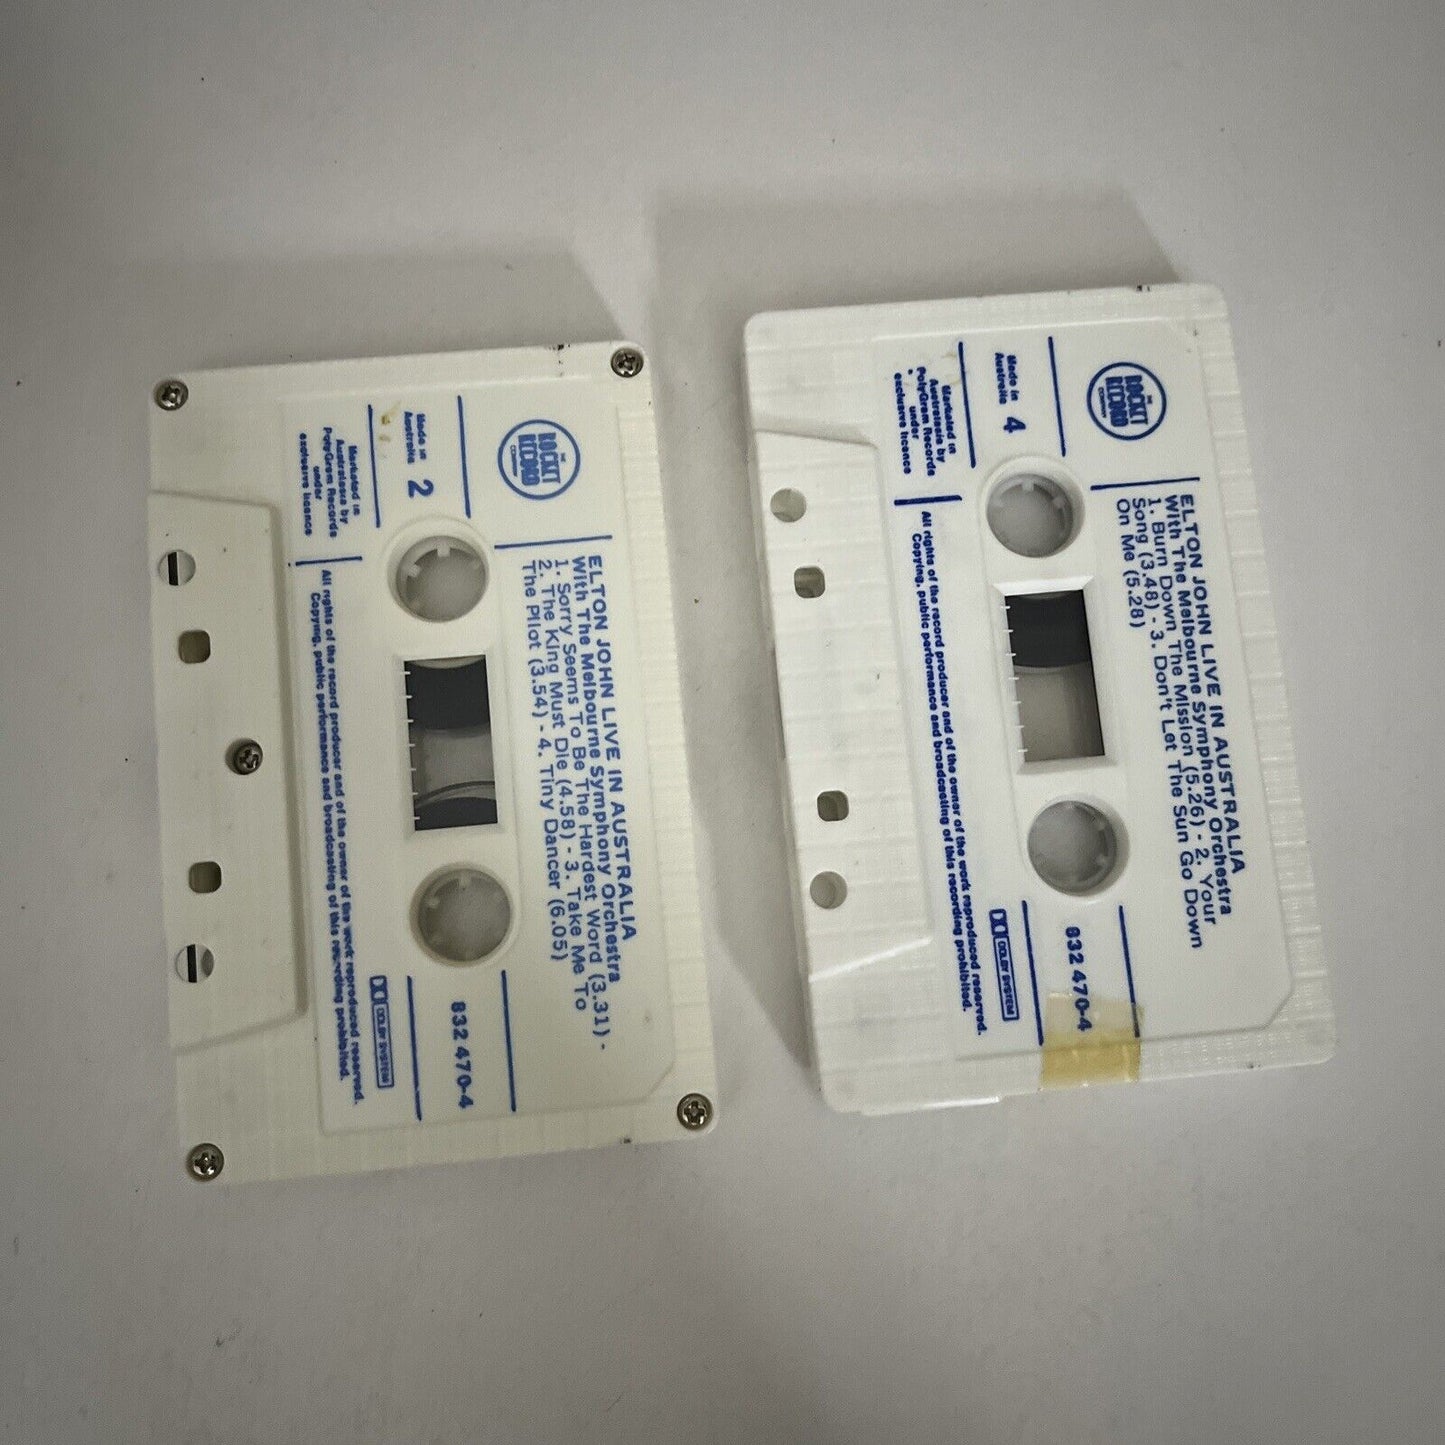 THE
ROCKET
RECORD
COMPANY
ELTON JOHN LIVE IN AUSTRALIA
With The Melbourne Symphony Orchestra
1. Sorry Seems To Be The Hardest Word (3.31) -
2. The King Must Die (4.58) - 3. Take Me To
The Pilot (3.54) - 4. Tiny Dancer (6.05)
Made in
Australia
2
832 470-4
Marketed in
Australasia by
PolyGram Records
under
exclusive licence
DOLBY SYSTEM
All rights of the record producer and of the owner of the work reproduced reserved.
Copying, public performance and broadcasting of this recording prohibited.
THE
ROCKET
RECORD
COMPANY
ELTON JOHN LIVE IN AUSTRALIA
With The Melbourne Symphony Orchestra
1. Burn Down The Mission (5.26) - 2. Your
Song (3.48) - 3. Don't Let The Sun Go Down
On Me (5.28)
Made in
Australia
4
832 470-4
Marketed in
Australasia by
PolyGram Records
under
exclusive licence
DOLBY SYSTEM
All rights of the record producer and of the owner of the work reproduced reserved.
Copying, public performance and broadcasting of this recording prohibited.